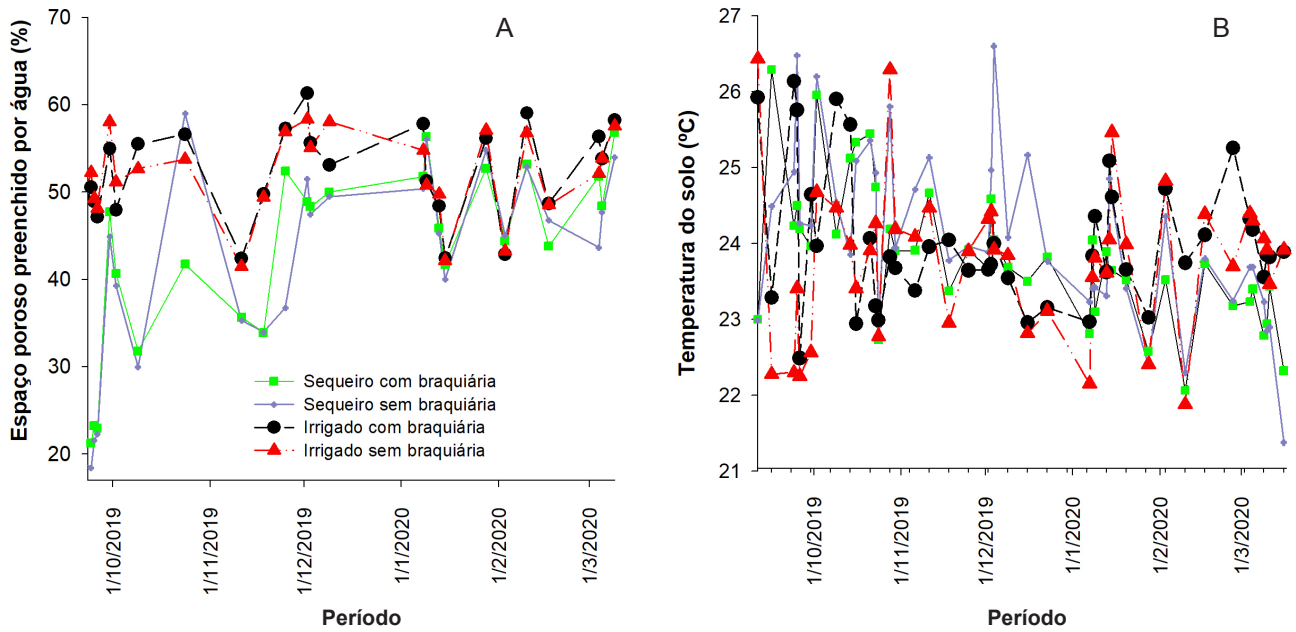 A
Espaço poroso preenchido por água (%)
70
60
50
40
30
20
Sequeiro com braquiária
Sequeiro sem braquiária
Irrigado com braquiária
Irrigado sem braquiária
1/10/2019
1/11/2019
1/12/2019
1/1/2020
1/2/2020
1/3/2020
Período
B
Temperatura do solo (ºC)
27
26
25
24
23
22
21
1/10/2019
1/11/2019
1/12/2019
1/1/2020
1/2/2020
1/3/2020
Período